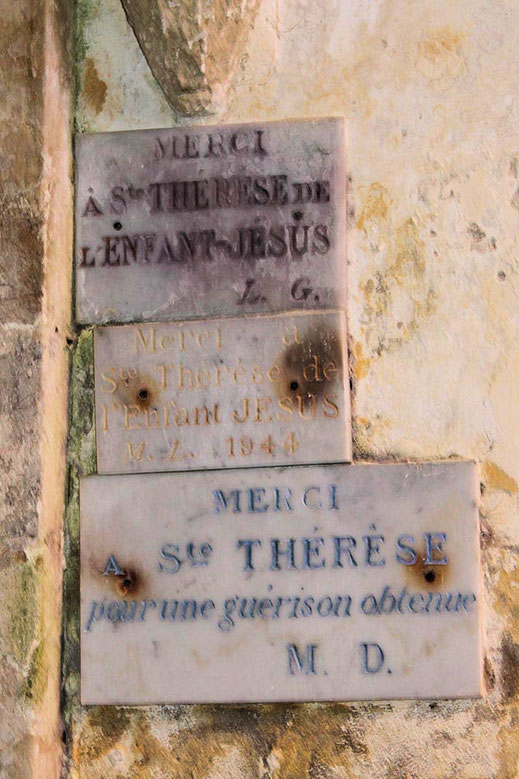 MERCI
À Ste THÉRÈSE DE
L'ENFANT-JÉSUS
L. G.
Merci à
Ste Thérèse de
l'Enfant JESUS
M. Z. 1944
MERCI
A Ste THÉRÈSE
pour une guérison obtenue
M. D.